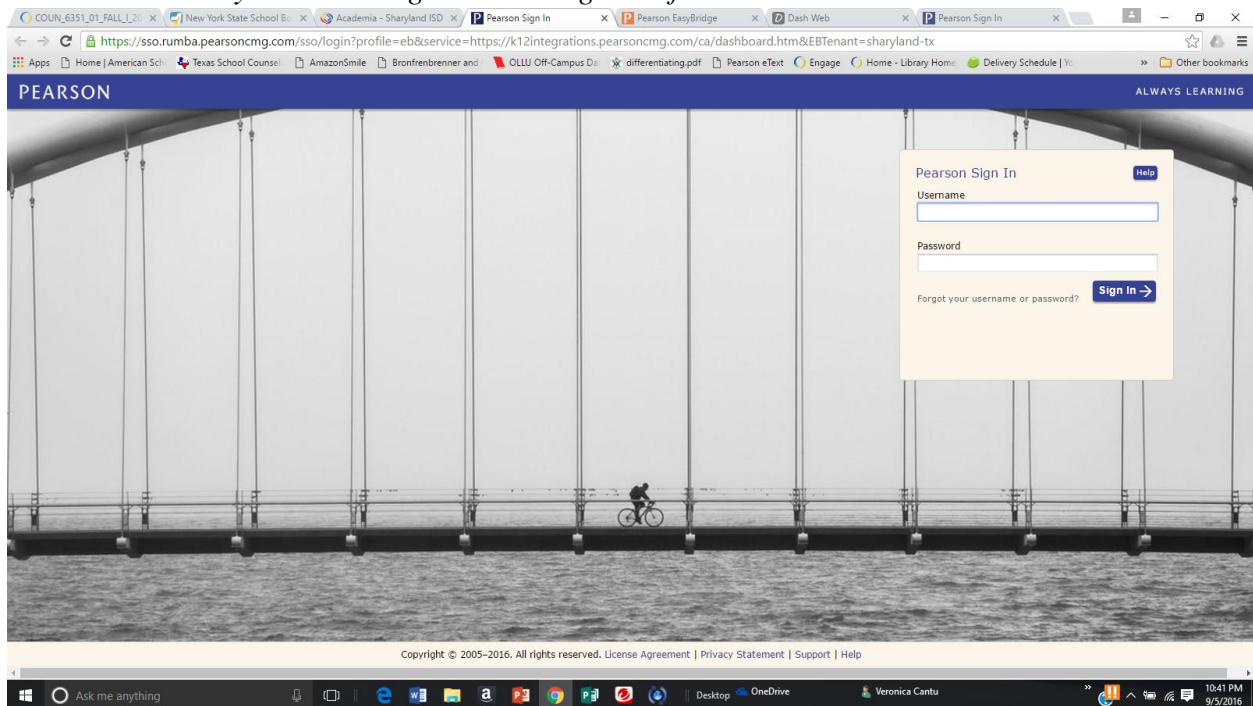 COUN_6351_01_FALL_I_20
New York State School Bo
Academia - Sharyland ISD
Pearson Sign In
Pearson EasyBridge
Dash Web
Pearson Sign In
https://sso.rumba.pearsoncmg.com/sso/login?profile=eb&service=https://k12integrations.pearsoncmg.com/ca/dashboard.htm&EBTenant=sharyland-tx
Apps
Home | American Sch
Texas School Counsel
AmazonSmile
Bronfrenbrenner and
OLLU Off-Campus Da
differentiating.pdf
Pearson eText
Engage
Home - Library Home
Delivery Schedule | Yo
Other bookmarks
PEARSON
ALWAYS LEARNING
Pearson Sign In
Help
Username
Password
Forgot your username or password?
Sign In
Copyright © 2005–2016. All rights reserved. License Agreement | Privacy Statement | Support | Help
Ask me anything
Desktop
OneDrive
Veronica Cantu
10:41 PM
9/5/2016